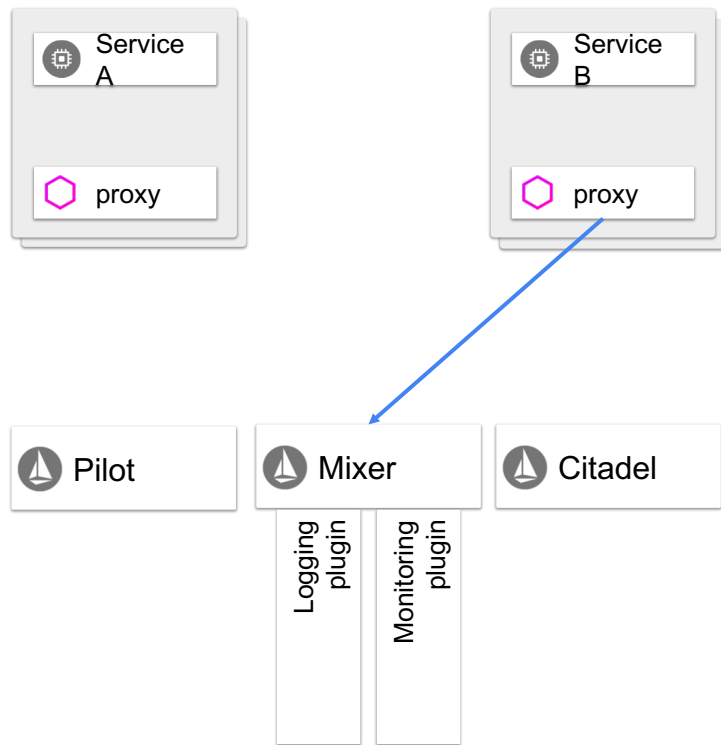 Service
A
Service
B
proxy
proxy
Pilot
Mixer
Citadel
Logging
plugin
Monitoring
plugin